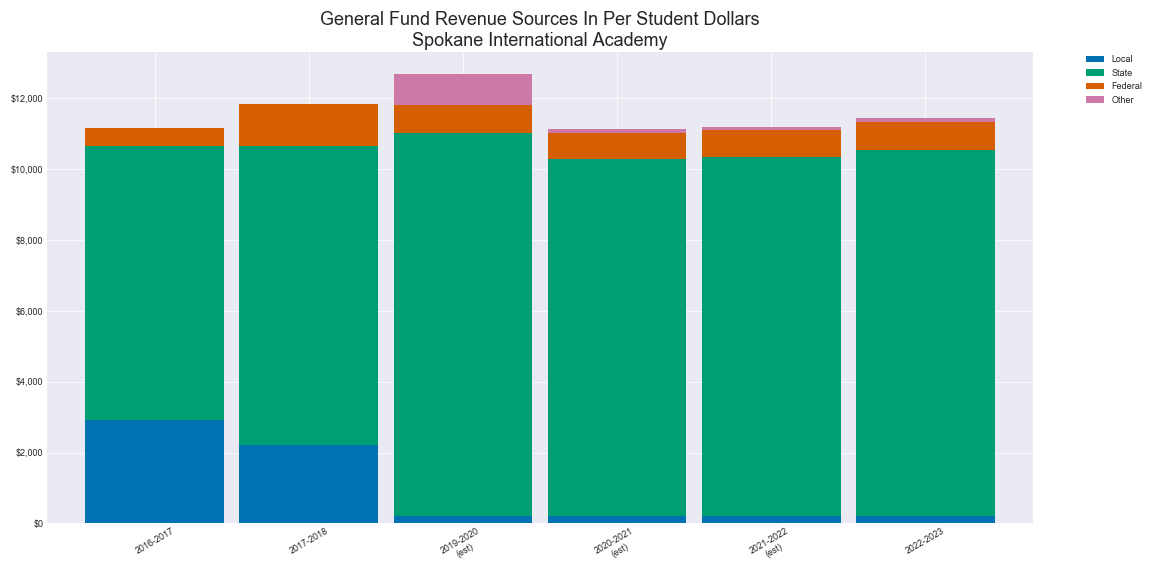 General Fund Revenue Sources In Per Student Dollars
Spokane International Academy
Local
State
Federal
Other
$12,000
$10,000
$8,000
$6,000
$4,000
$2,000
$0
2016-2017
2017-2018
2019-2020
(est)
2020-2021
(est)
2021-2022
(est)
2022-2023